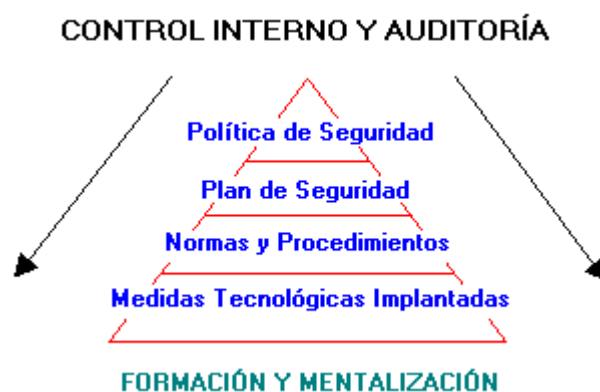 CONTROL INTERNO Y AUDITORÍA
Política de Seguridad
Plan de Seguridad
Normas y Procedimientos
Medidas Tecnológicas Implantadas
FORMACIÓN Y MENTALIZACIÓN